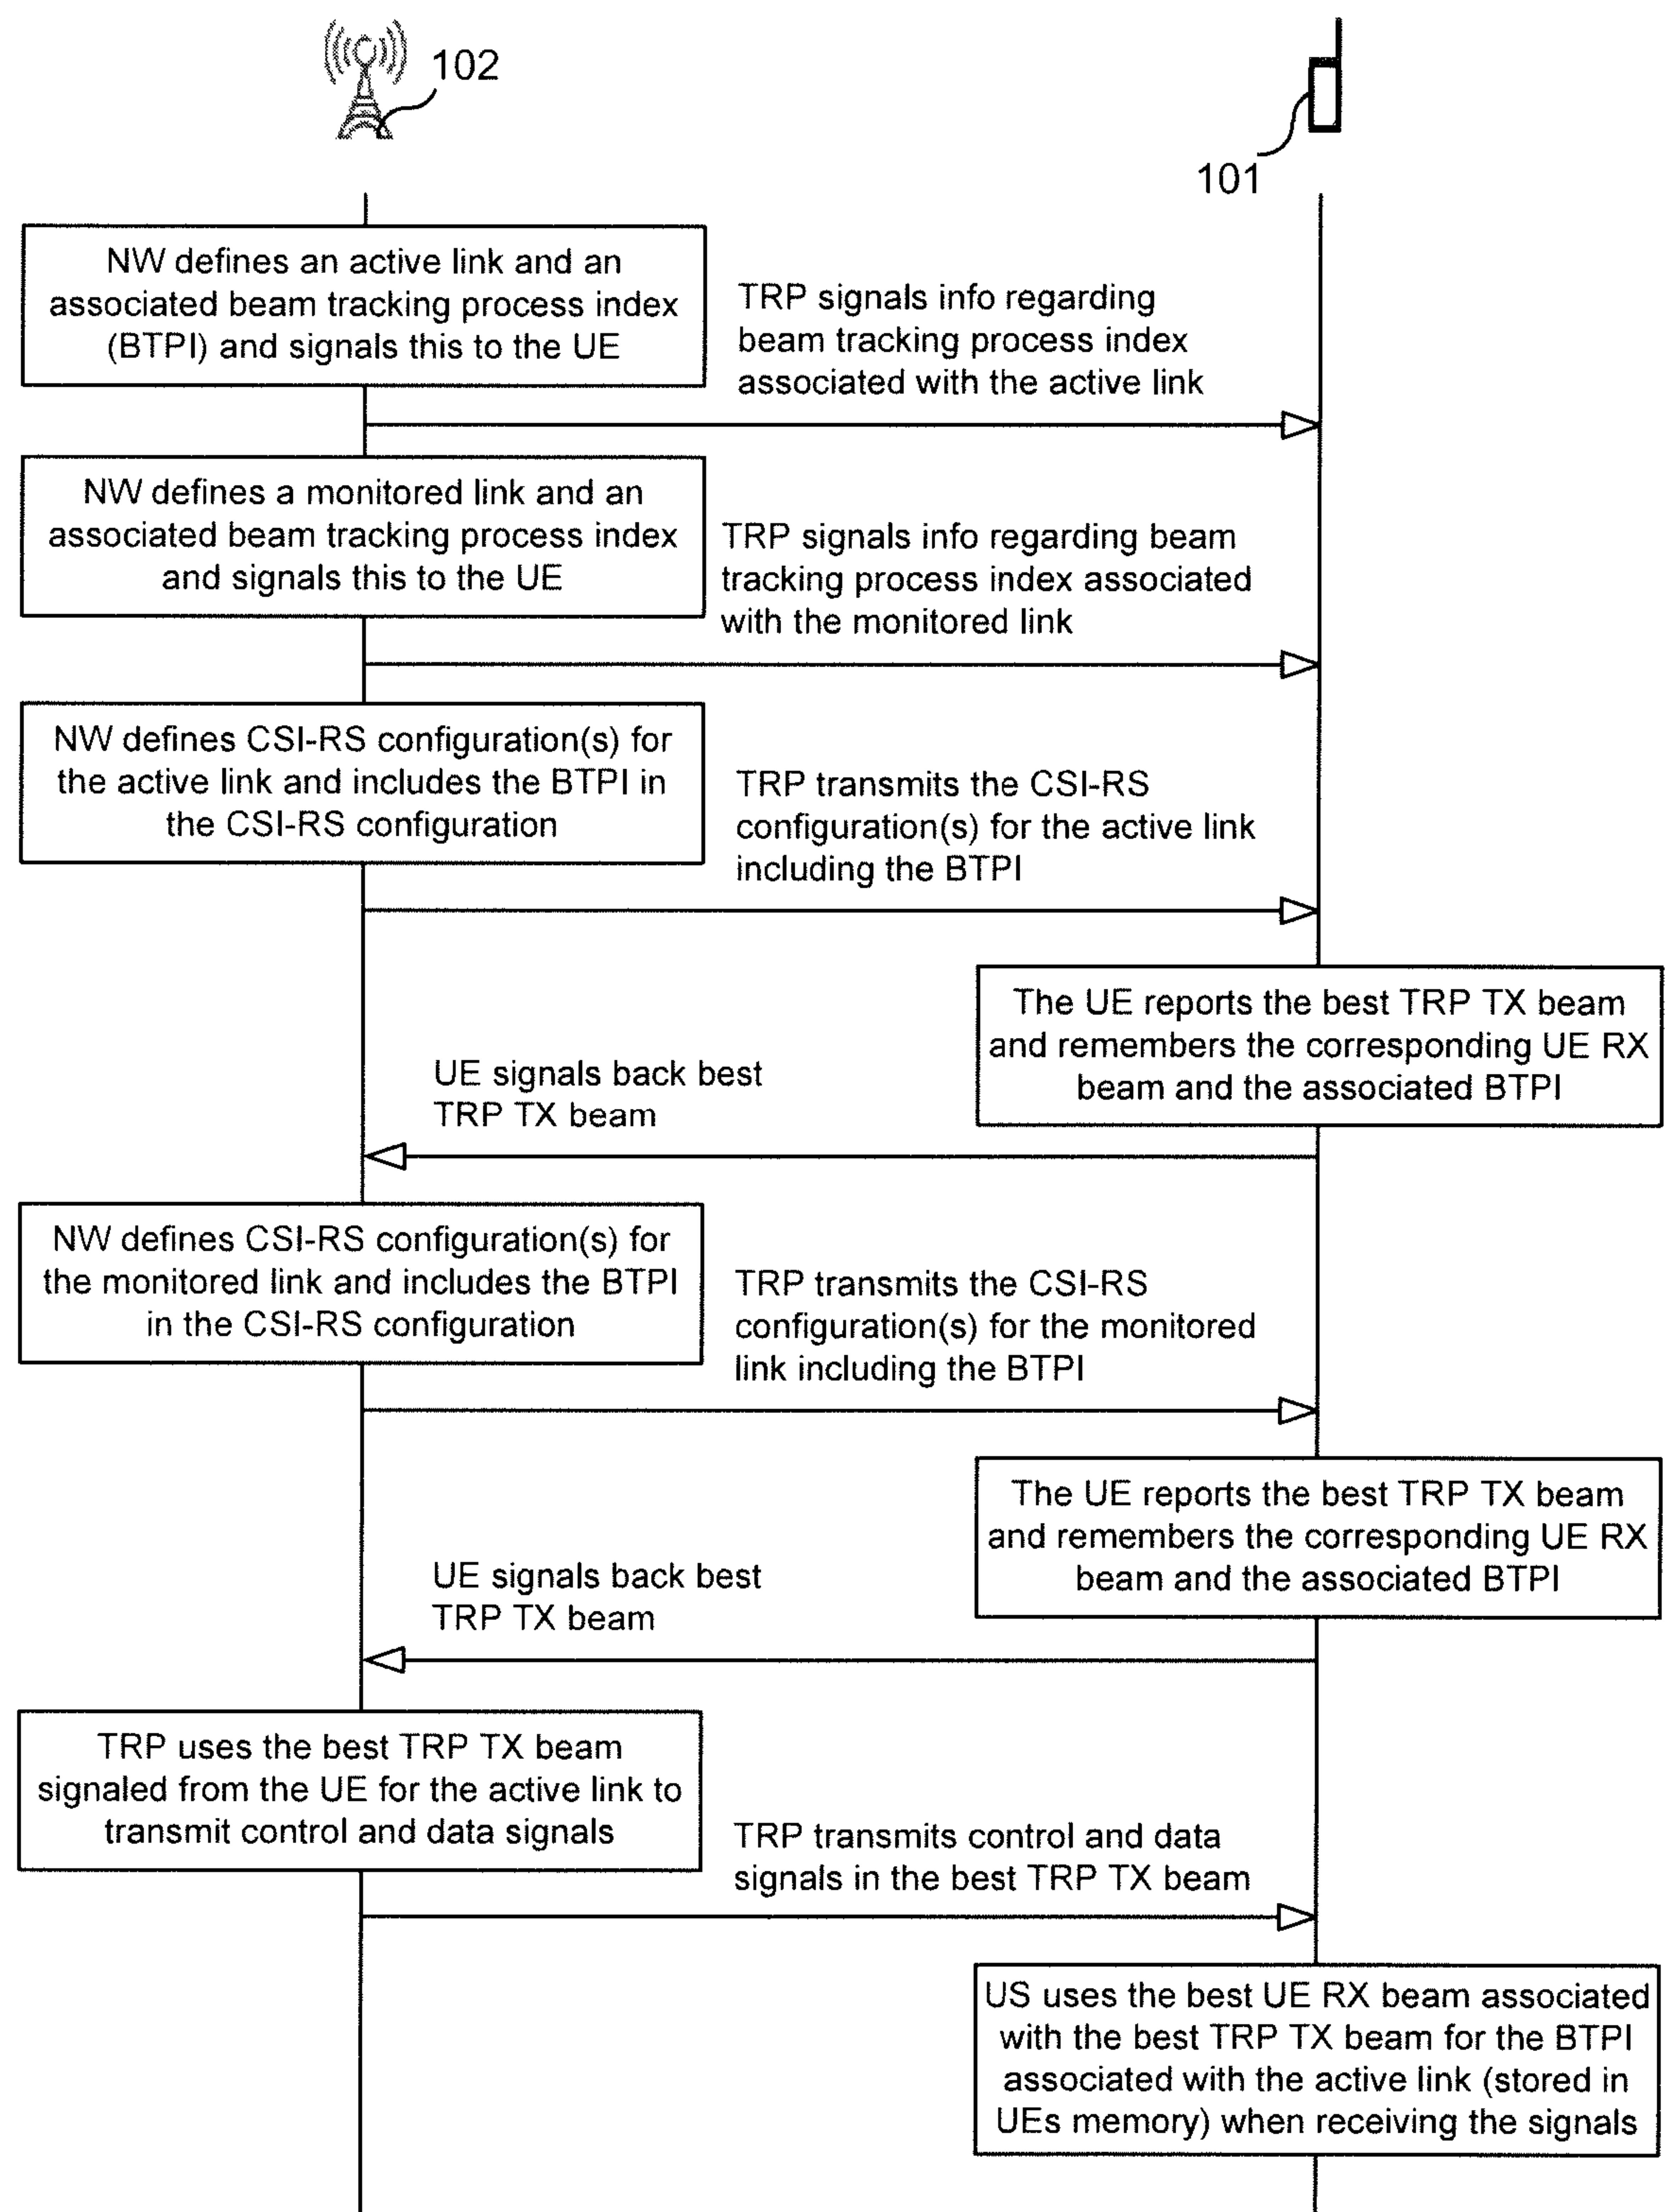 102
101
NW defines an active link and an
associated beam tracking process index
(BTPI) and signals this to the UE
TRP signals info regarding
beam tracking process index
associated with the active link
NW defines a monitored link and an
associated beam tracking process index
and signals this to the UE
TRP signals info regarding beam
tracking process index associated
with the monitored link
NW defines CSI-RS configuration(s) for
the active link and includes the BTPI in
the CSI-RS configuration
TRP transmits the CSI-RS
configuration(s) for the active link
including the BTPI
The UE reports the best TRP TX beam
and remembers the corresponding UE RX
beam and the associated BTPI
UE signals back best
TRP TX beam
NW defines CSI-RS configuration(s) for
the monitored link and includes the BTPI
in the CSI-RS configuration
TRP transmits the CSI-RS
configuration(s) for the monitored
link including the BTPI
The UE reports the best TRP TX beam
and remembers the corresponding UE RX
beam and the associated BTPI
UE signals back best
TRP TX beam
TRP uses the best TRP TX beam
signaled from the UE for the active link to
transmit control and data signals
TRP transmits control and data
signals in the best TRP TX beam
US uses the best UE RX beam associated
with the best TRP TX beam for the BTPI
associated with the active link (stored in
UEs memory) when receiving the signals